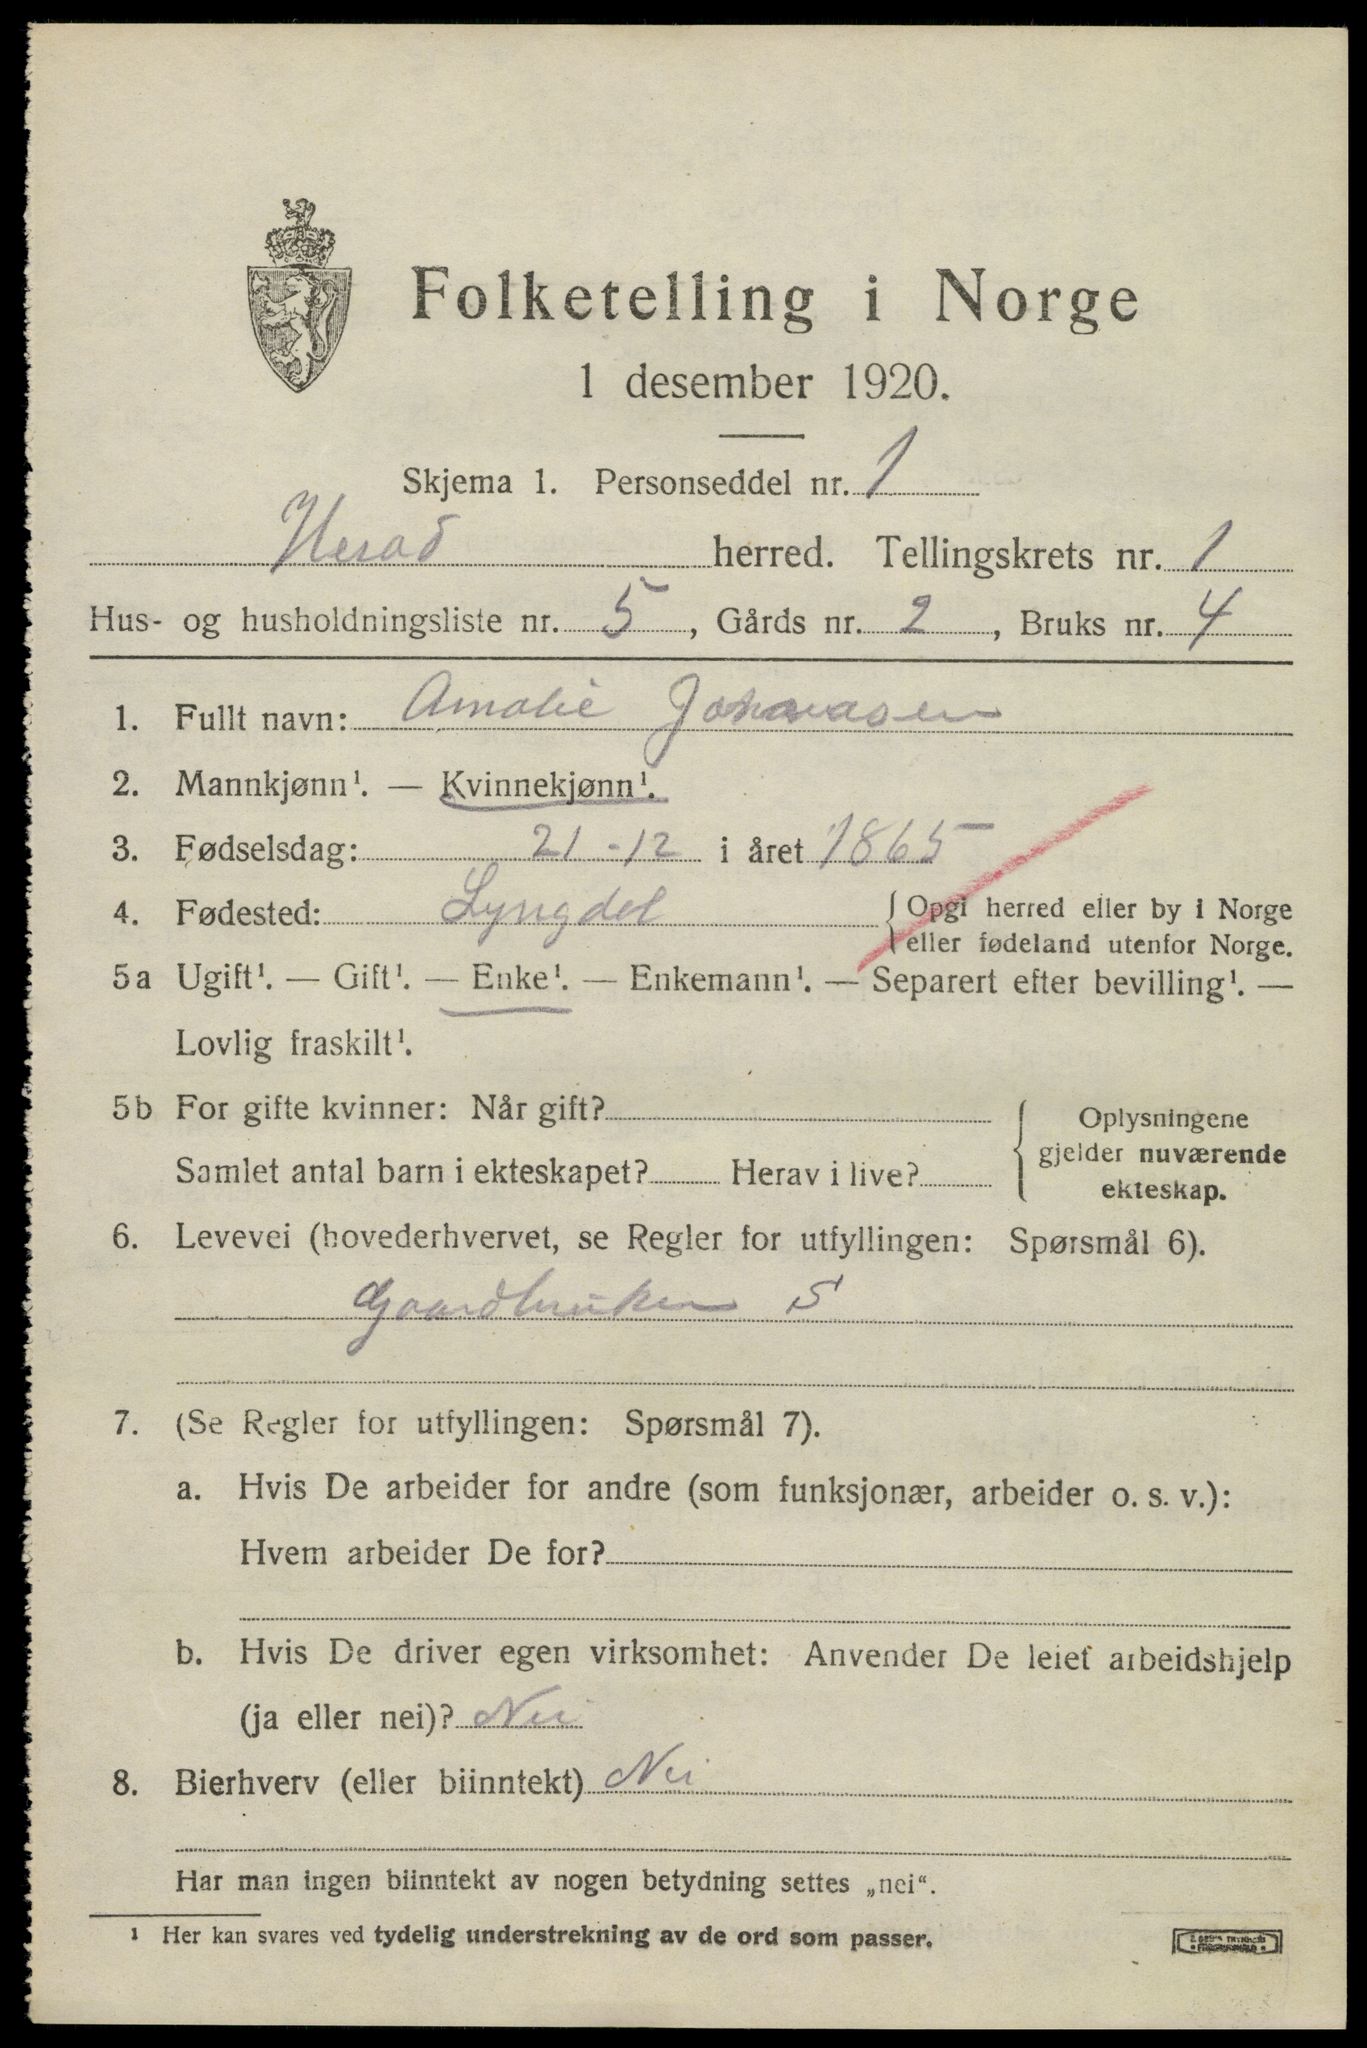 Folketelling i Norge
1 desember 1920.
Skjema 1. Personseddel nr. 1
Herad herred. Tellingskrets nr. 1
Hus- og husholdningsliste nr. 5, Gårds nr. 2, Bruks nr. 4
1. Fullt navn: Amalie Johnasen
2. Mannkjønn¹. — Kvinnekjønn¹.
3. Fødselsdag: 21-12 i året 1865
4. Fødested: Lyngdal { Opgi herred eller by i Norge
eller fødeland utenfor Norge.
5a Ugift¹. — Gift¹. — Enke¹. — Enkemann¹. — Separert efter bevilling¹. —
Lovlig fraskilt¹.
5b For gifte kvinner: Når gift?
Samlet antal barn i ekteskapet? Herav i live?
Oplysningene
gjelder nuværende
ekteskap.
6. Levevei (hovederhvervet, se Regler for utfyllingen: Spørsmål 6).
Gaardbruker S
7. (Se Regler for utfyllingen: Spørsmål 7).
a. Hvis De arbeider for andre (som funksjonær, arbeider o. s. v.):
Hvem arbeider De for?
b. Hvis De driver egen virksomhet: Anvender De leiet arbeidshjelp
(ja eller nei)? Nei
8. Bierhverv (eller biinntekt) Nei
Har man ingen biinntekt av nogen betydning settes „nei".
¹ Her kan svares ved tydelig understrekning av de ord som passer.